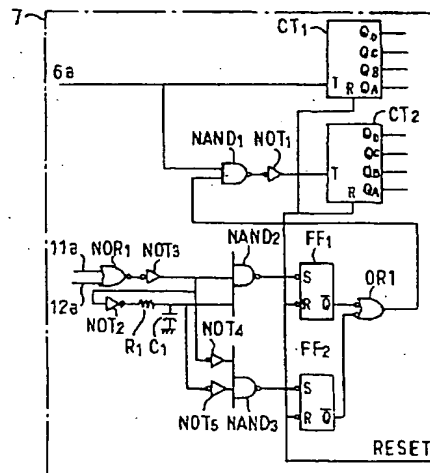 7
CT1
6a
T
R
QD
QC
QB
QA
CT2
NAND1
NOT1
T
R
QD
QC
QB
QA
NOR1
NOT3
NAND2
FF1
11a
12a
S
R
Q̅
OR1
NOT2
R1
C1
NOT4
FF2
NOT5
NAND3
S
R
Q̅
RESET